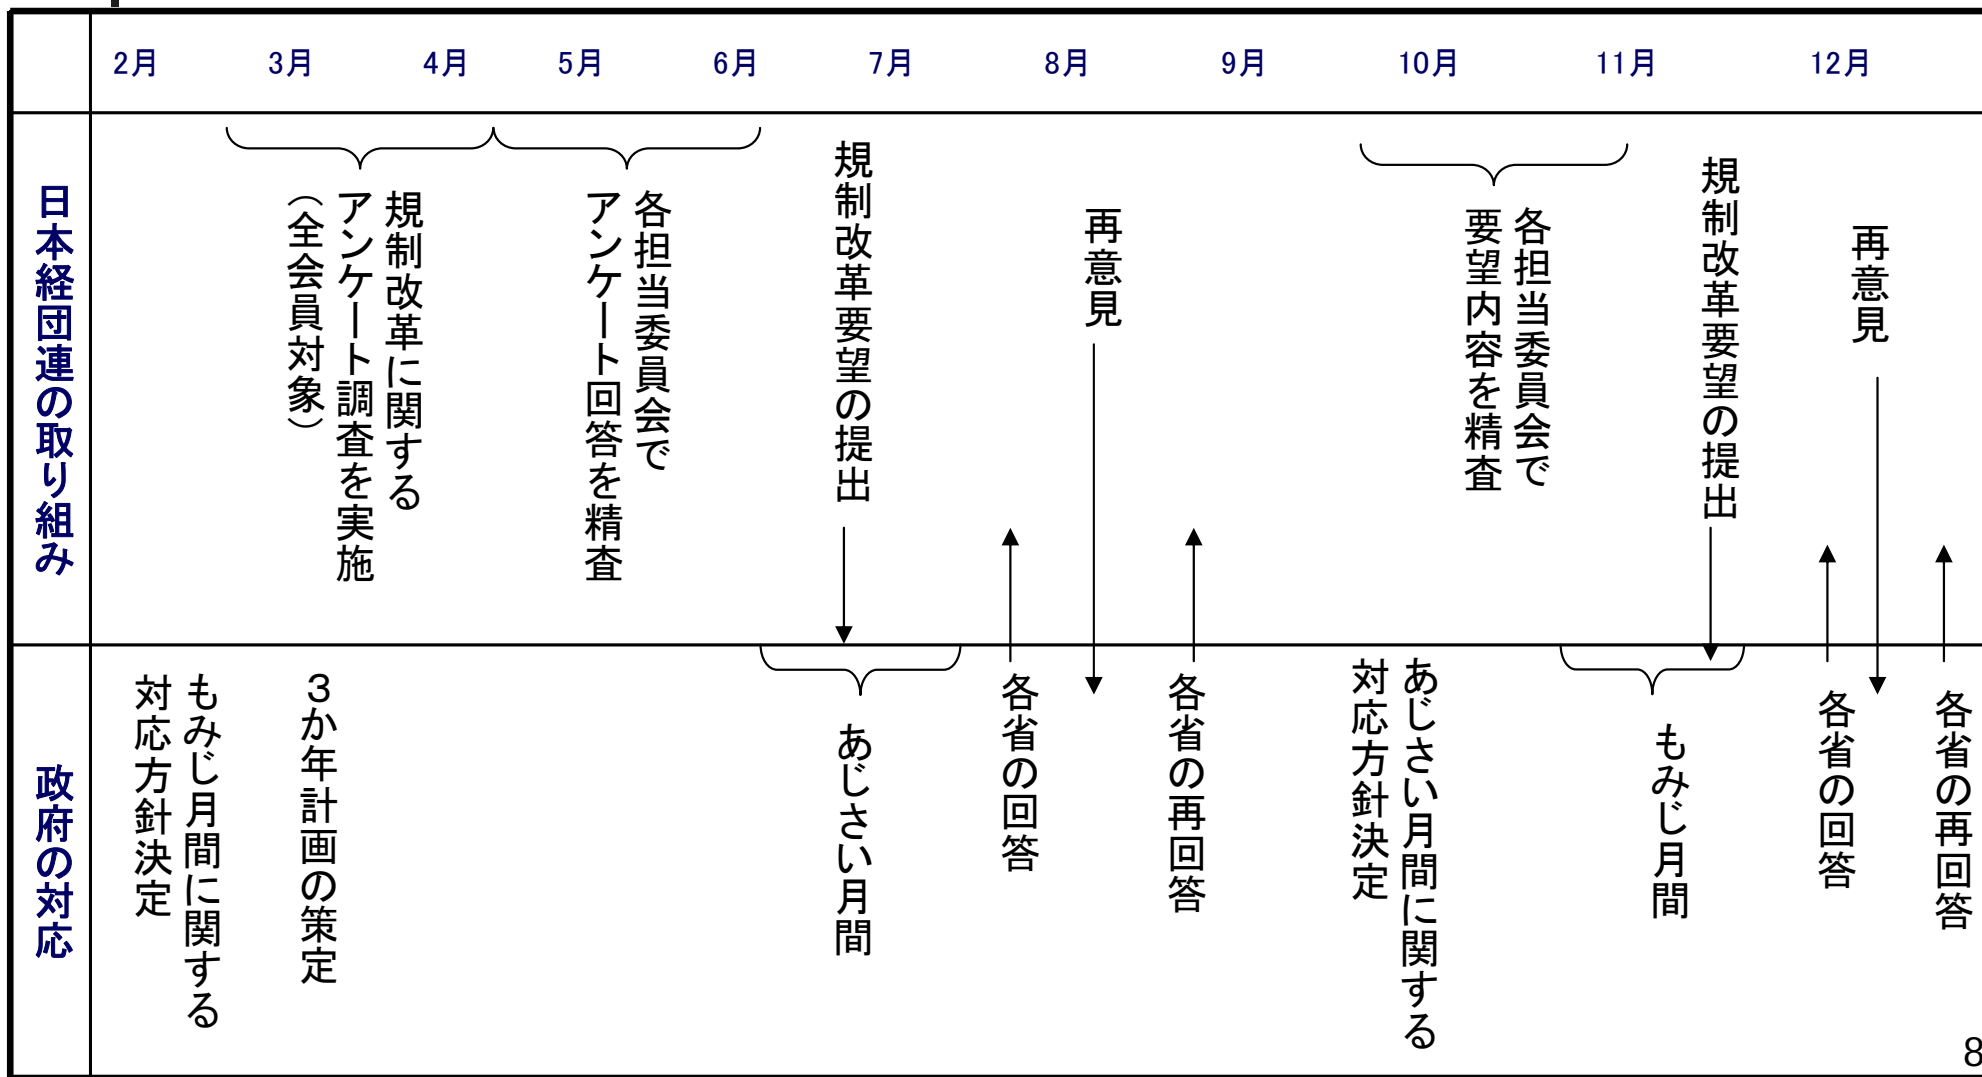 2月
3月
4月
5月
6月
7月
8月
9月
10月
11月
12月
日本経団連の取り組み
規制改革に関する
アンケート調査を実施
（全会員対象）
各担当委員会で
アンケート回答を精査
規制改革要望の提出
再意見
各担当委員会で
要望内容を精査
規制改革要望の提出
再意見
政府の対応
もみじ月間に関する
対応方針決定
３か年計画の策定
あじさい月間
各省の回答
各省の再回答
あじさい月間に関する
対応方針決定
もみじ月間
各省の回答
各省の再回答
8